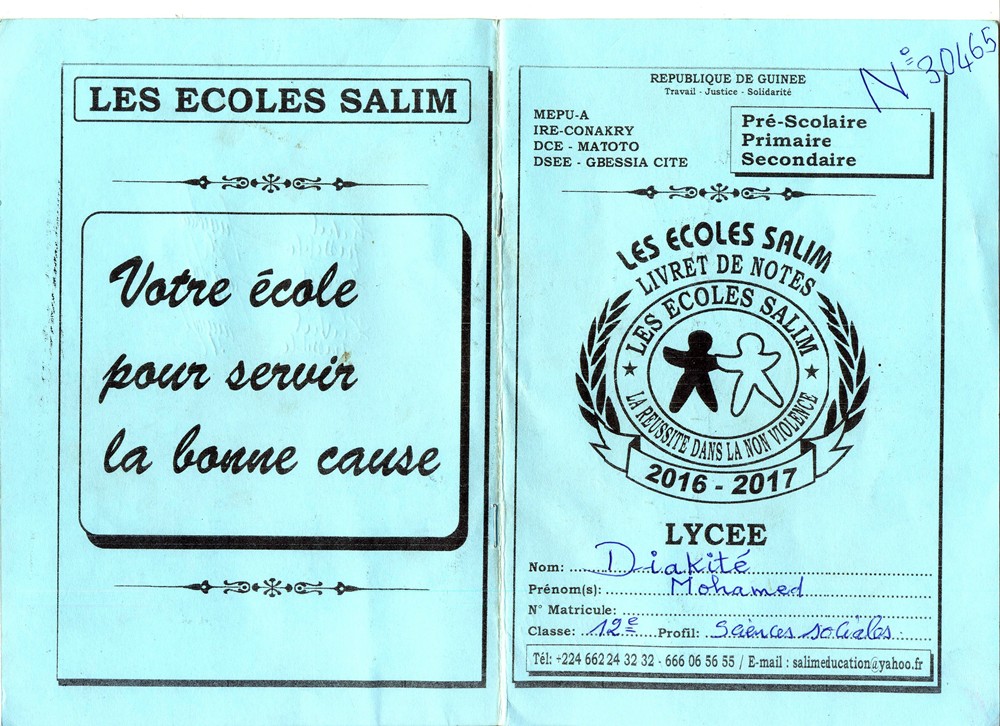 LES ECOLES SALIM
Votre école
pour servir
la bonne cause
N° 30465
REPUBLIQUE DE GUINEE
Travail - Justice - Solidarité
MEPU-A
IRE-CONAKRY
DCE - MATOTO
DSEE - GBESSIA CITE
Pré-Scolaire
Primaire
Secondaire
LES ECOLES SALIM
LIVRET DE NOTES
LES ECOLES SALIM
LA REUSSITE DANS LA NON VIOLENCE
2016 - 2017
LYCEE
Nom: Diakité
Prénom(s): Mohamed
N° Matricule:
Classe: 12e Profil: Sciences sociales
Tél: +224 662 24 32 32 - 666 06 56 55 / E-mail : salimeducation@yahoo.fr